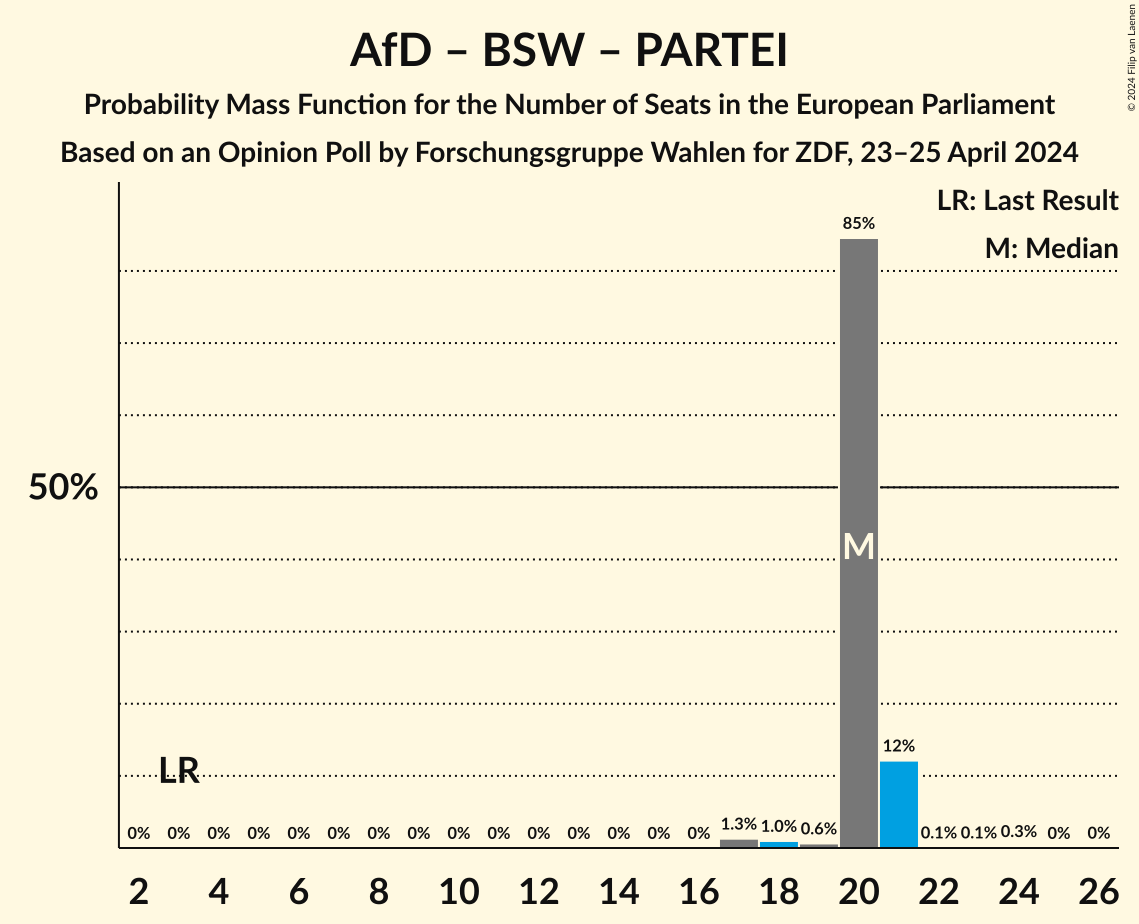 AfD – BSW – PARTEI
Probability Mass Function for the Number of Seats in the European Parliament
Based on an Opinion Poll by Forschungsgruppe Wahlen for ZDF, 23–25 April 2024
© 2024 Filip van Laenen
LR: Last Result
M: Median
85%
50%
M
12%
LR
0% 0% 0% 0% 0% 0% 0% 0% 0% 0% 0% 0% 0% 0% 0% 1.3% 1.0% 0.6% 0.1% 0.1% 0.3% 0% 0%
2 4 6 8 10 12 14 16 18 20 22 24 26